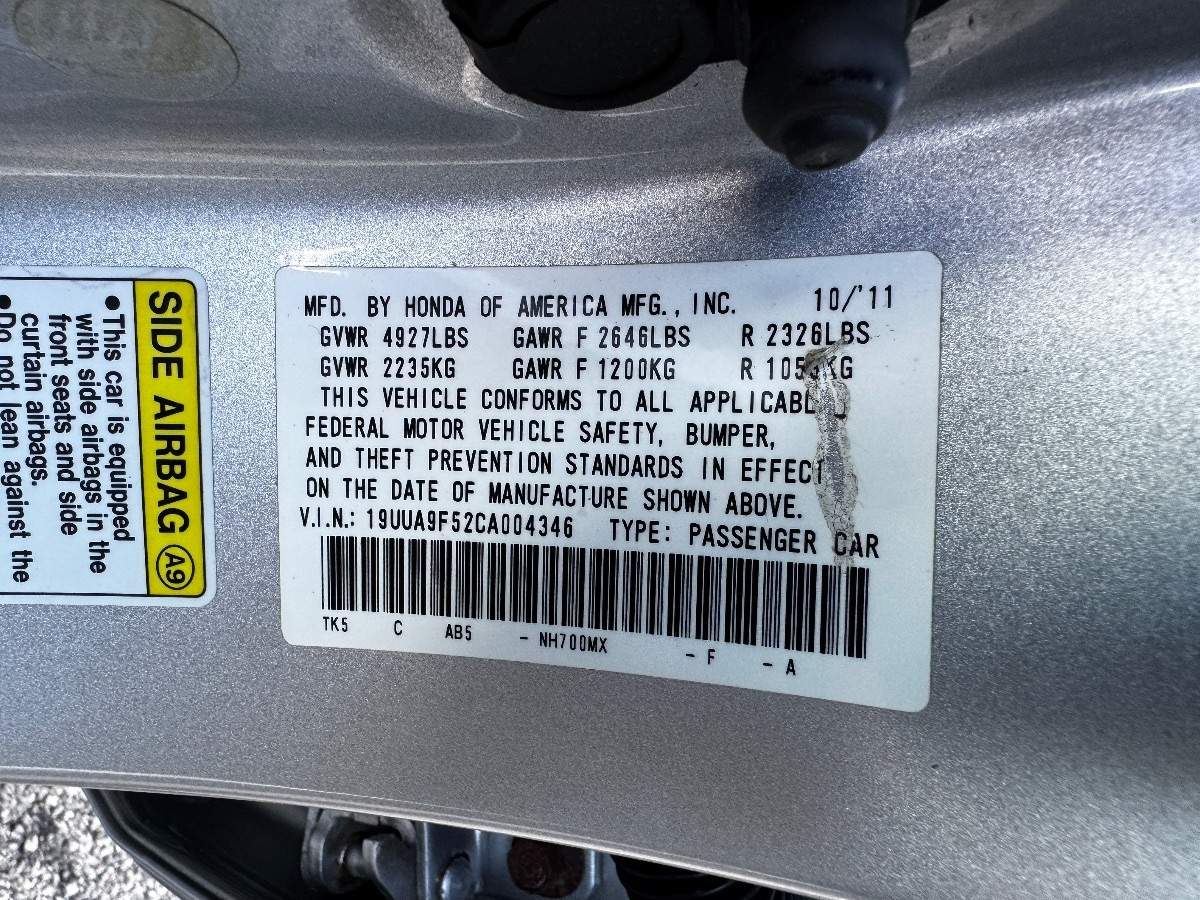 MFD. BY HONDA OF AMERICA MFG., INC. 10/'11
GVWR 4927LBS GAWR F 2646LBS R 2326LBS
GVWR 2235KG GAWR F 1200KG R
THIS VEHICLE CONFORMS TO ALL
FEDERAL MOTOR VEHICLE SAFETY, BUMPER,
AND THEFT PREVENTION STANDARDS IN EFFECT
ON THE DATE OF MANUFACTURE SHOWN ABOVE.
V.I.N.: 19UUA9F52CA004346 TYPE: PASSENGER CAR
TK5 C AB5 - NH700MX - F - A
SIDE AIRBAG A9
● This car is equipped
with side airbags in the
front seats and side
curtain airbags.
● Do not lean against the